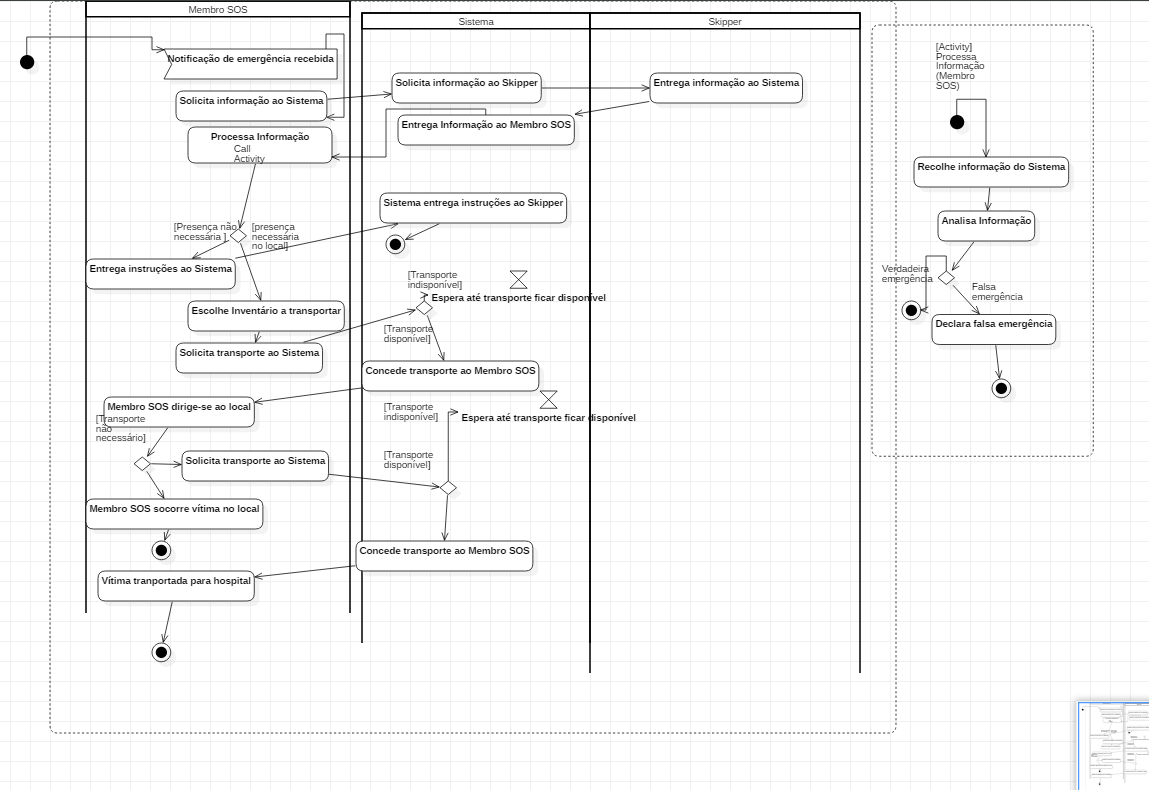 Membro SOS
Sistema
Skipper
Notificação de emergência recebida
Solicita informação ao Skipper
Entrega informação ao Sistema
Solicita informação ao Sistema
Entrega Informação ao Membro SOS
Processa Informação
Call
Activity
Sistema entrega instruções ao Skipper
[Presença não
necessária ]
[presença
necessária
no local]
Entrega instruções ao Sistema
[Transporte
indisponível]
Espera até transporte ficar disponível
Escolhe Inventário a transportar
[Transporte
disponível]
Solicita transporte ao Sistema
Concede transporte ao Membro SOS
Membro SOS dirige-se ao local
[Transporte
não
necessário]
[Transporte
indisponível]
Espera até transporte ficar disponível
[Transporte
disponível]
Solicita transporte ao Sistema
Membro SOS socorre vítima no local
Concede transporte ao Membro SOS
Vítima tranportada para hospital
[Activity]
Processa
Informação
(Membro
SOS)
Recolhe informação do Sistema
Analisa Informação
Verdadeira
emergência
Falsa
emergência
Declara falsa emergência